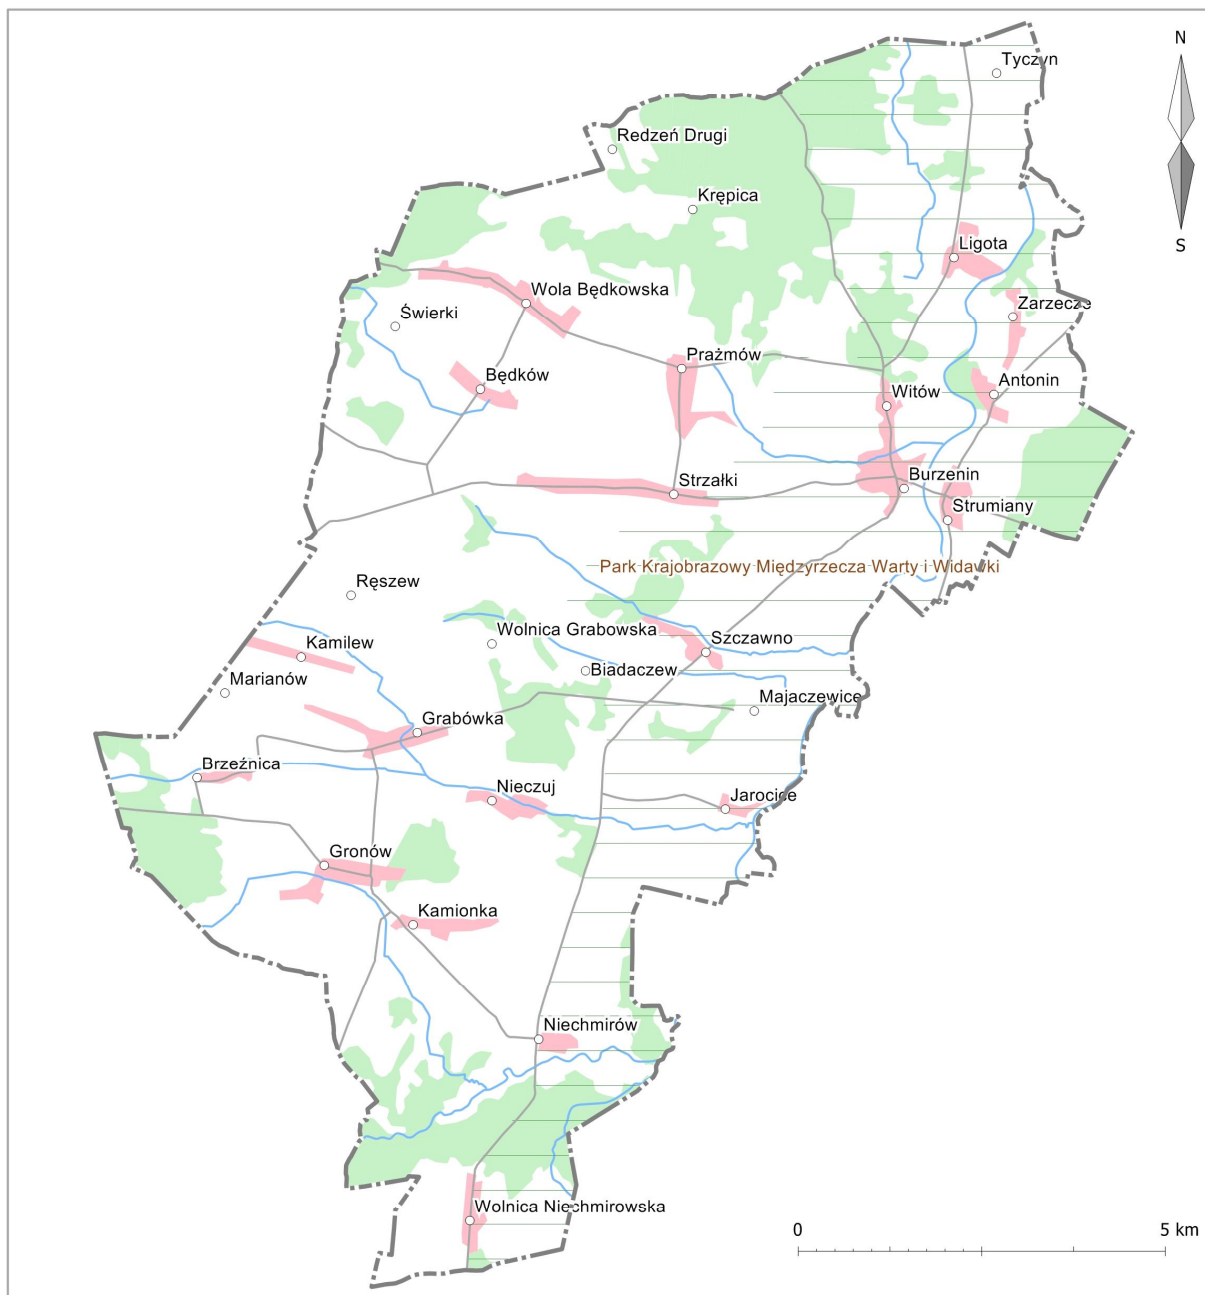 N
Tyczyn
Redzeń Drugi
Krępica
S
Ligota
Wola Będkowska
Zarzecze
Świerki
Prażmów
Będków
Antonin
Witów
Strzałki
Burzenin
Strumiany
Park Krajobrazowy Międzyrzecza Warty i Widawki
Ręszew
Wolnica Grabowska
Szczawno
Kamilew
Biadaczew
Marianów
Majaczewice
Grabówka
Brzeźnica
Nieczuj
Jarocice
Gronów
Kamionka
Niechmirów
Wolnica Niechmirowska
0
5 km